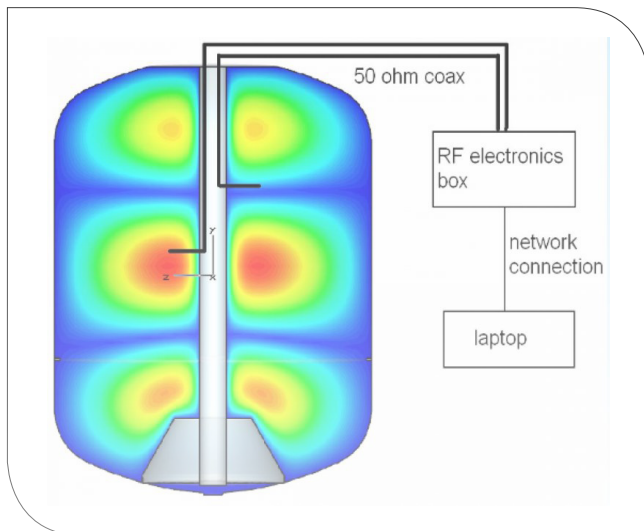 50 ohm coax
RF electronics
box
network
connection
laptop
Y
Z
X